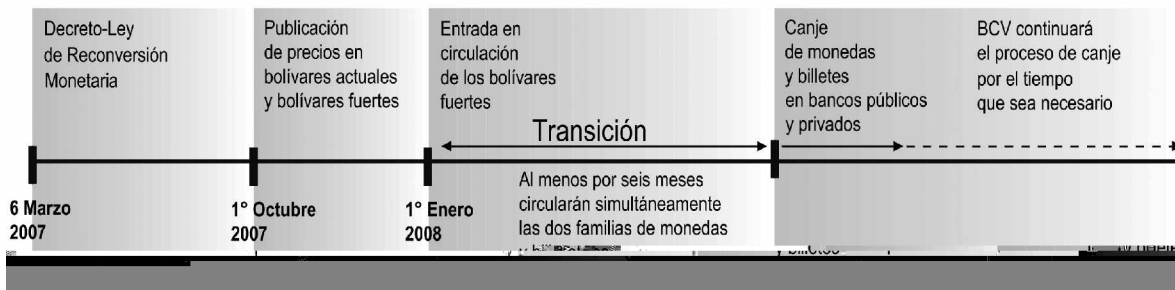 Decreto-Ley
de Reconversión
Monetaria
Publicación
de precios en
bolívares actuales
y bolívares fuertes
Entrada en
circulación
de los bolívares
fuertes
Canje
de monedas
y billetes
en bancos públicos
y privados
BCV continuará
el proceso de canje
por el tiempo
que sea necesario
Transición
Al menos por seis meses
circularán simultáneamente
las dos familias de monedas
6 Marzo
2007
1° Octubre
2007
1° Enero
2008
y billetes